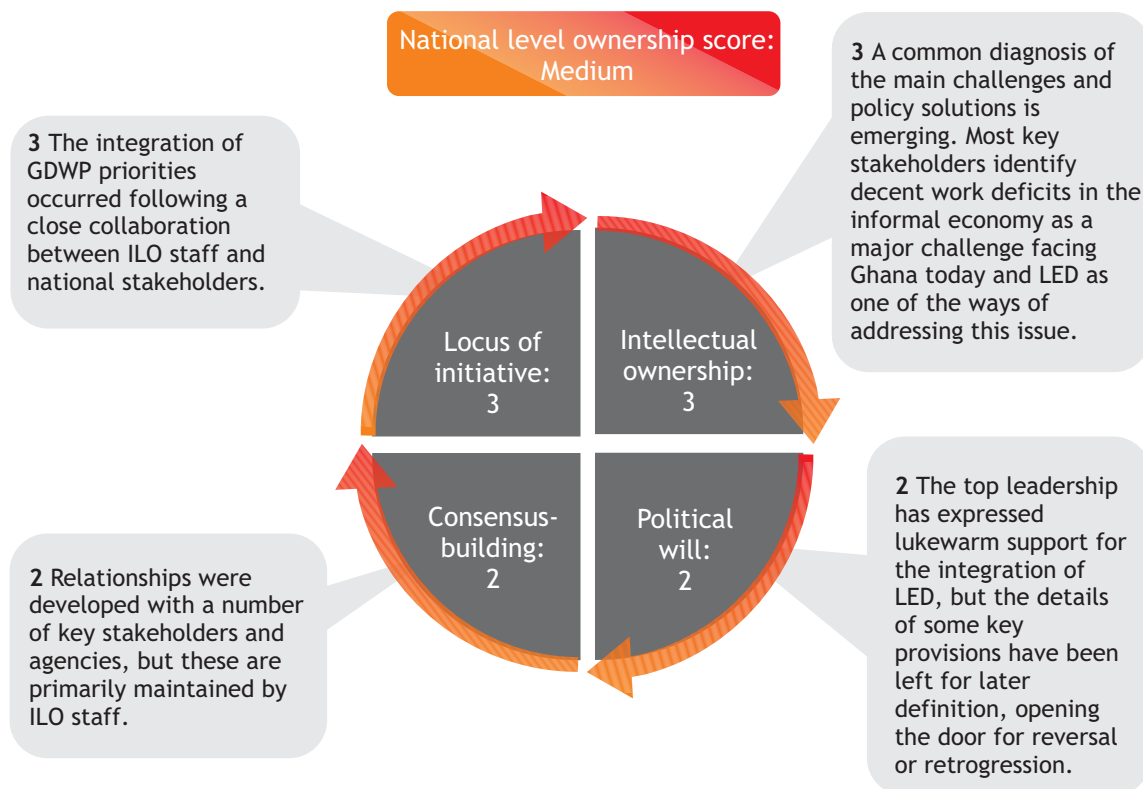 National level ownership score:
Medium
3 The integration of
GDWP priorities
occurred following a
close collaboration
between ILO staff and
national stakeholders.
3 A common diagnosis of
the main challenges and
policy solutions is
emerging. Most key
stakeholders identify
decent work deficits in the
informal economy as a
major challenge facing
Ghana today and LED as
one of the ways of
addressing this issue.
Locus of
initiative:
3
Intellectual
ownership:
3
Consensus-
building:
2
Political
will:
2
2 Relationships were
developed with a number
of key stakeholders and
agencies, but these are
primarily maintained by
ILO staff.
2 The top leadership
has expressed
lukewarm support for
the integration of
LED, but the details
of some key
provisions have been
left for later
definition, opening
the door for reversal
or retrogression.